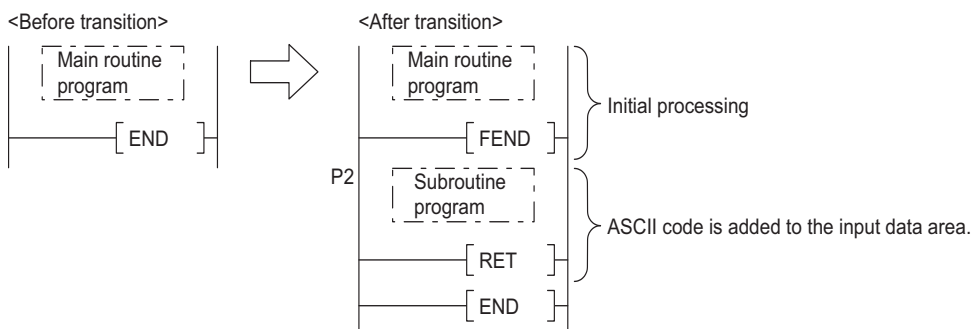 <Before transition>
Main routine
program
END
<After transition>
Main routine
program
FEND
Initial processing
P2
Subroutine
program
RET
ASCII code is added to the input data area.
END